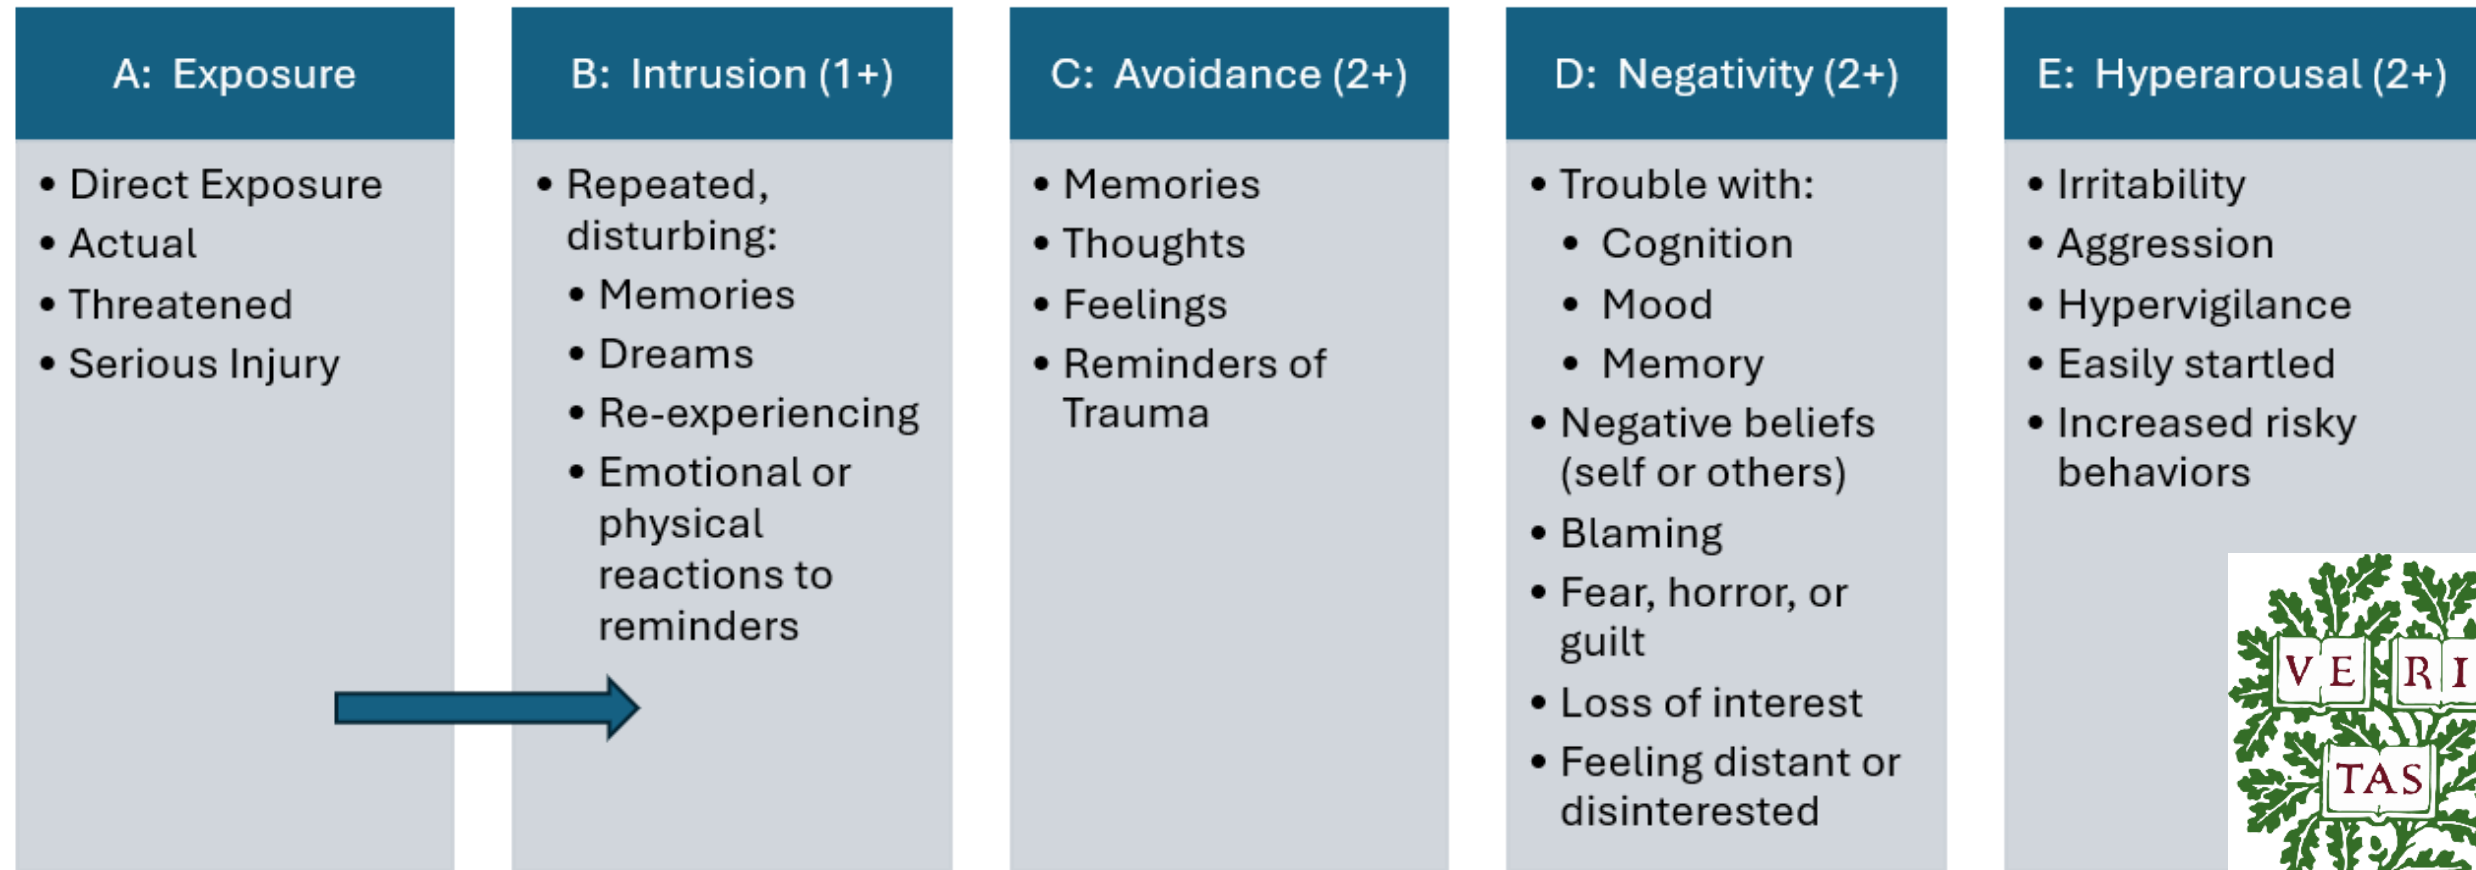 A: Exposure
• Direct Exposure
• Actual
• Threatened
• Serious Injury
B: Intrusion (1+)
• Repeated,
disturbing:
• Memories
• Dreams
• Re-experiencing
• Emotional or
physical
reactions to
reminders
C: Avoidance (2+)
• Memories
• Thoughts
• Feelings
• Reminders of
Trauma
D: Negativity (2+)
• Trouble with:
• Cognition
• Mood
• Memory
• Negative beliefs
(self or others)
• Blaming
• Fear, horror, or
guilt
• Loss of interest
• Feeling distant or
disinterested
E: Hyperarousal (2+)
• Irritability
• Aggression
• Hypervigilance
• Easily startled
• Increased risky
behaviors
VE RI
TAS